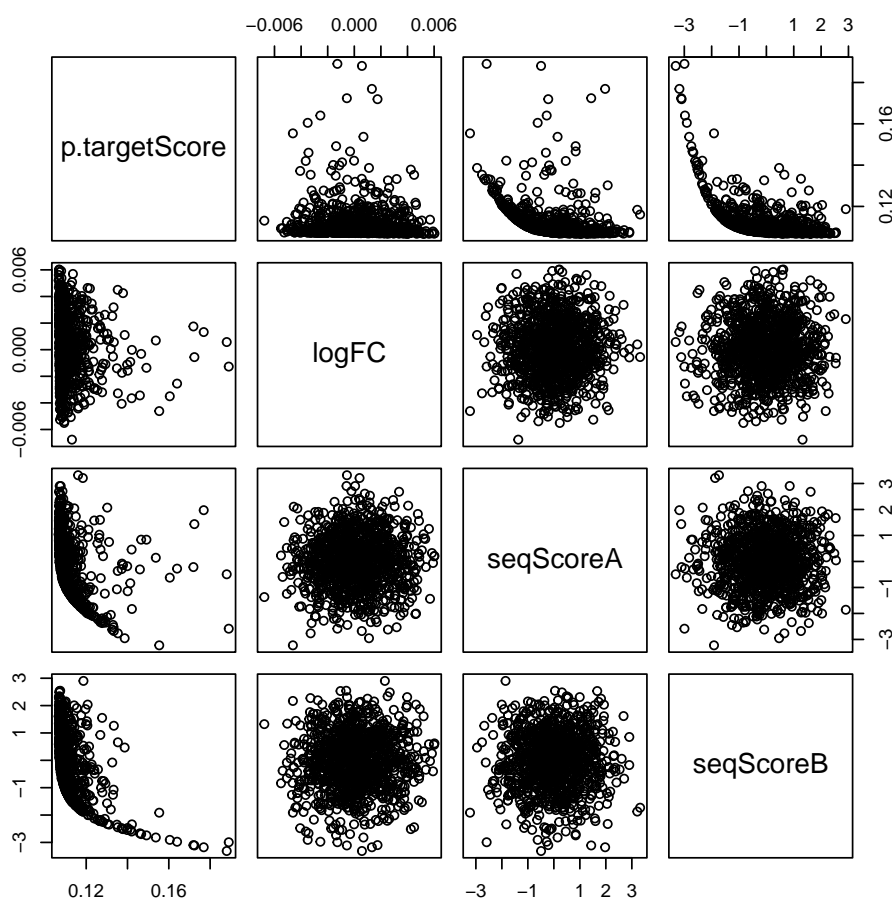 −0.006 0.000 0.006 −3 −1 1 3
p.targetScore
0.12 0.16
−0.006 0.000 0.006
logFC
seqScoreA
−3 −1 1 2 3
−3 −1 1 2 3
seqScoreB
0.12 0.16 −3 −1 1 2 3